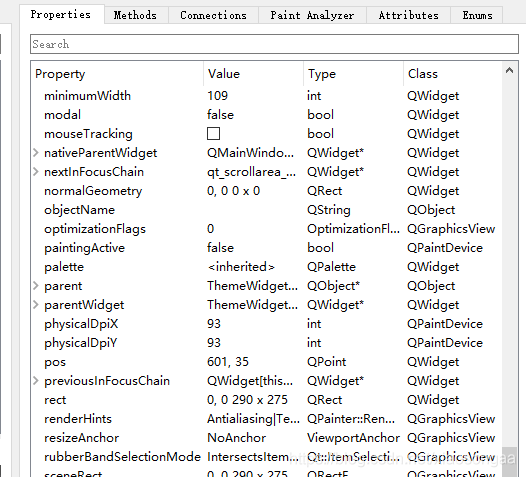 Properties Methods Connections Paint Analyzer Attributes Enums
Search
Property Value Type Class
minimumWidth 109 int QWidget
modal false bool QWidget
mouseTracking bool QWidget
nativeParentWidget QMainWindo... QWidget* QWidget
nextInFocusChain qt_scrollarea_... QWidget* QWidget
normalGeometry 0, 0 0 x 0 QRect QWidget
objectName QString QObject
optimizationFlags 0 OptimizationFl... QGraphicsView
paintingActive false bool QPaintDevice
palette <inherited> QPalette QWidget
parent ThemeWidget... QObject* QObject
parentWidget ThemeWidget... QWidget* QWidget
physicalDpiX 93 int QPaintDevice
physicalDpiY 93 int QPaintDevice
pos 601, 35 QPoint QWidget
previousInFocusChain QWidget[this... QWidget* QWidget
rect 0, 0 290 x 275 QRect QWidget
renderHints Antialiasing|Te... QPainter::Ren... QGraphicsView
resizeAnchor NoAnchor ViewportAnchor QGraphicsView
rubberBandSelectionMode IntersectsItem... Qt::ItemSelecti... QGraphicsView
sceneRect 0, 0 290 x 275 QRectF QGraphicsView